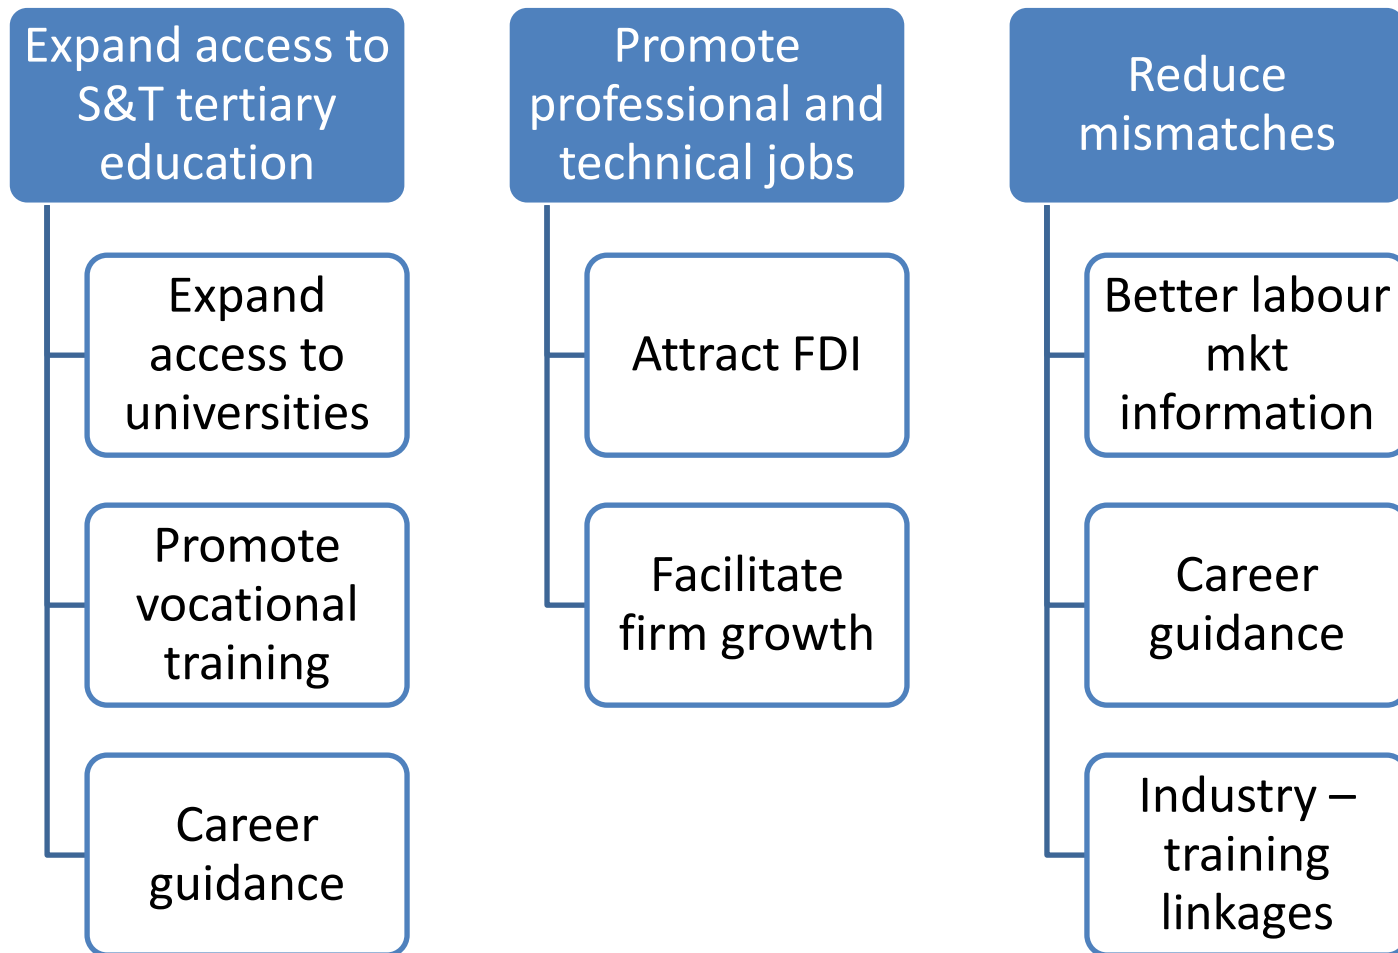 Expand access to
S&T tertiary
education
Expand
access to
universities
Promote
vocational
training
Career
guidance
Promote
professional and
technical jobs
Attract FDI
Facilitate
firm growth
Reduce
mismatches
Better labour
mkt
information
Career
guidance
Industry –
training
linkages